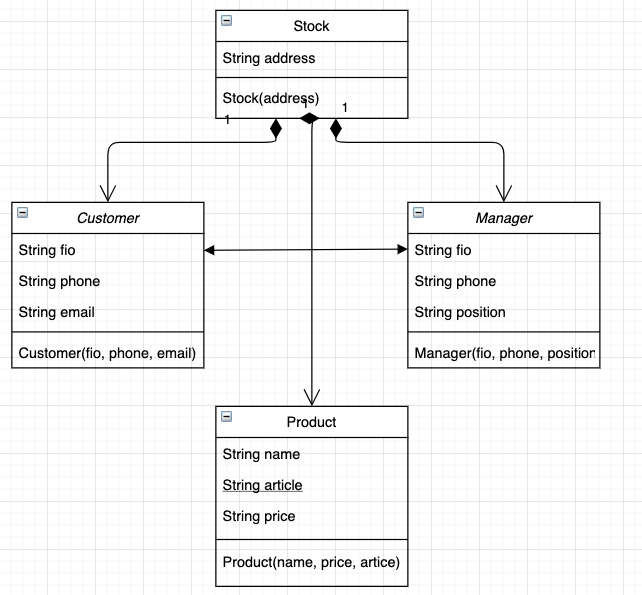 Stock
String address
Stock(address)
1
1
1
Customer
String fio
String phone
String email
Customer(fio, phone, email)
Manager
String fio
String phone
String position
Manager(fio, phone, position
Product
String name
String article
String price
Product(name, price, artice)